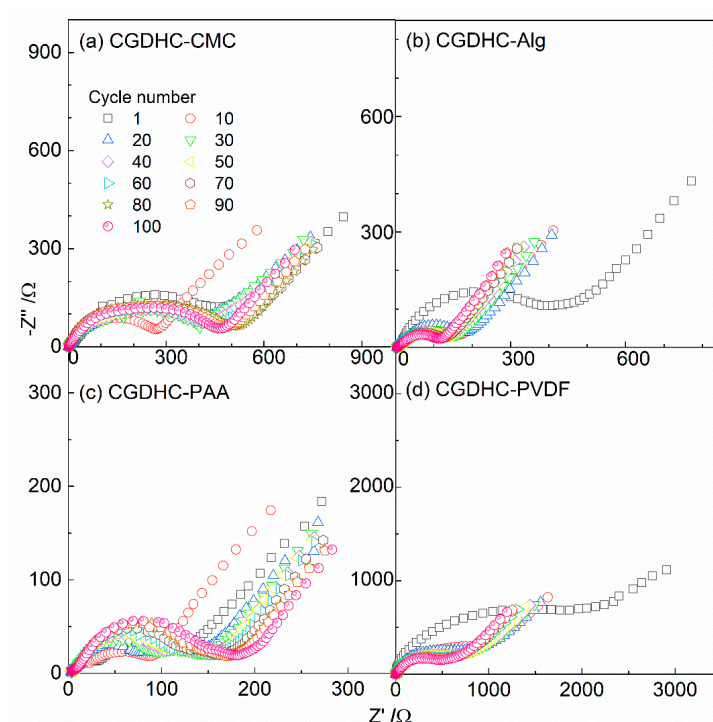 (a) CGDHC-CMC
(b) CGDHC-Alg
Cycle number
1 10
20 30
40 50
60 70
80 90
100
900
600
300
0
0 300 600 900
600
300
0
0 300 600
-Z'' /Ω
(c) CGDHC-PAA
(d) CGDHC-PVDF
300
200
100
0
0 100 200 300
3000
2000
1000
0
0 1000 2000 3000
Z' /Ω